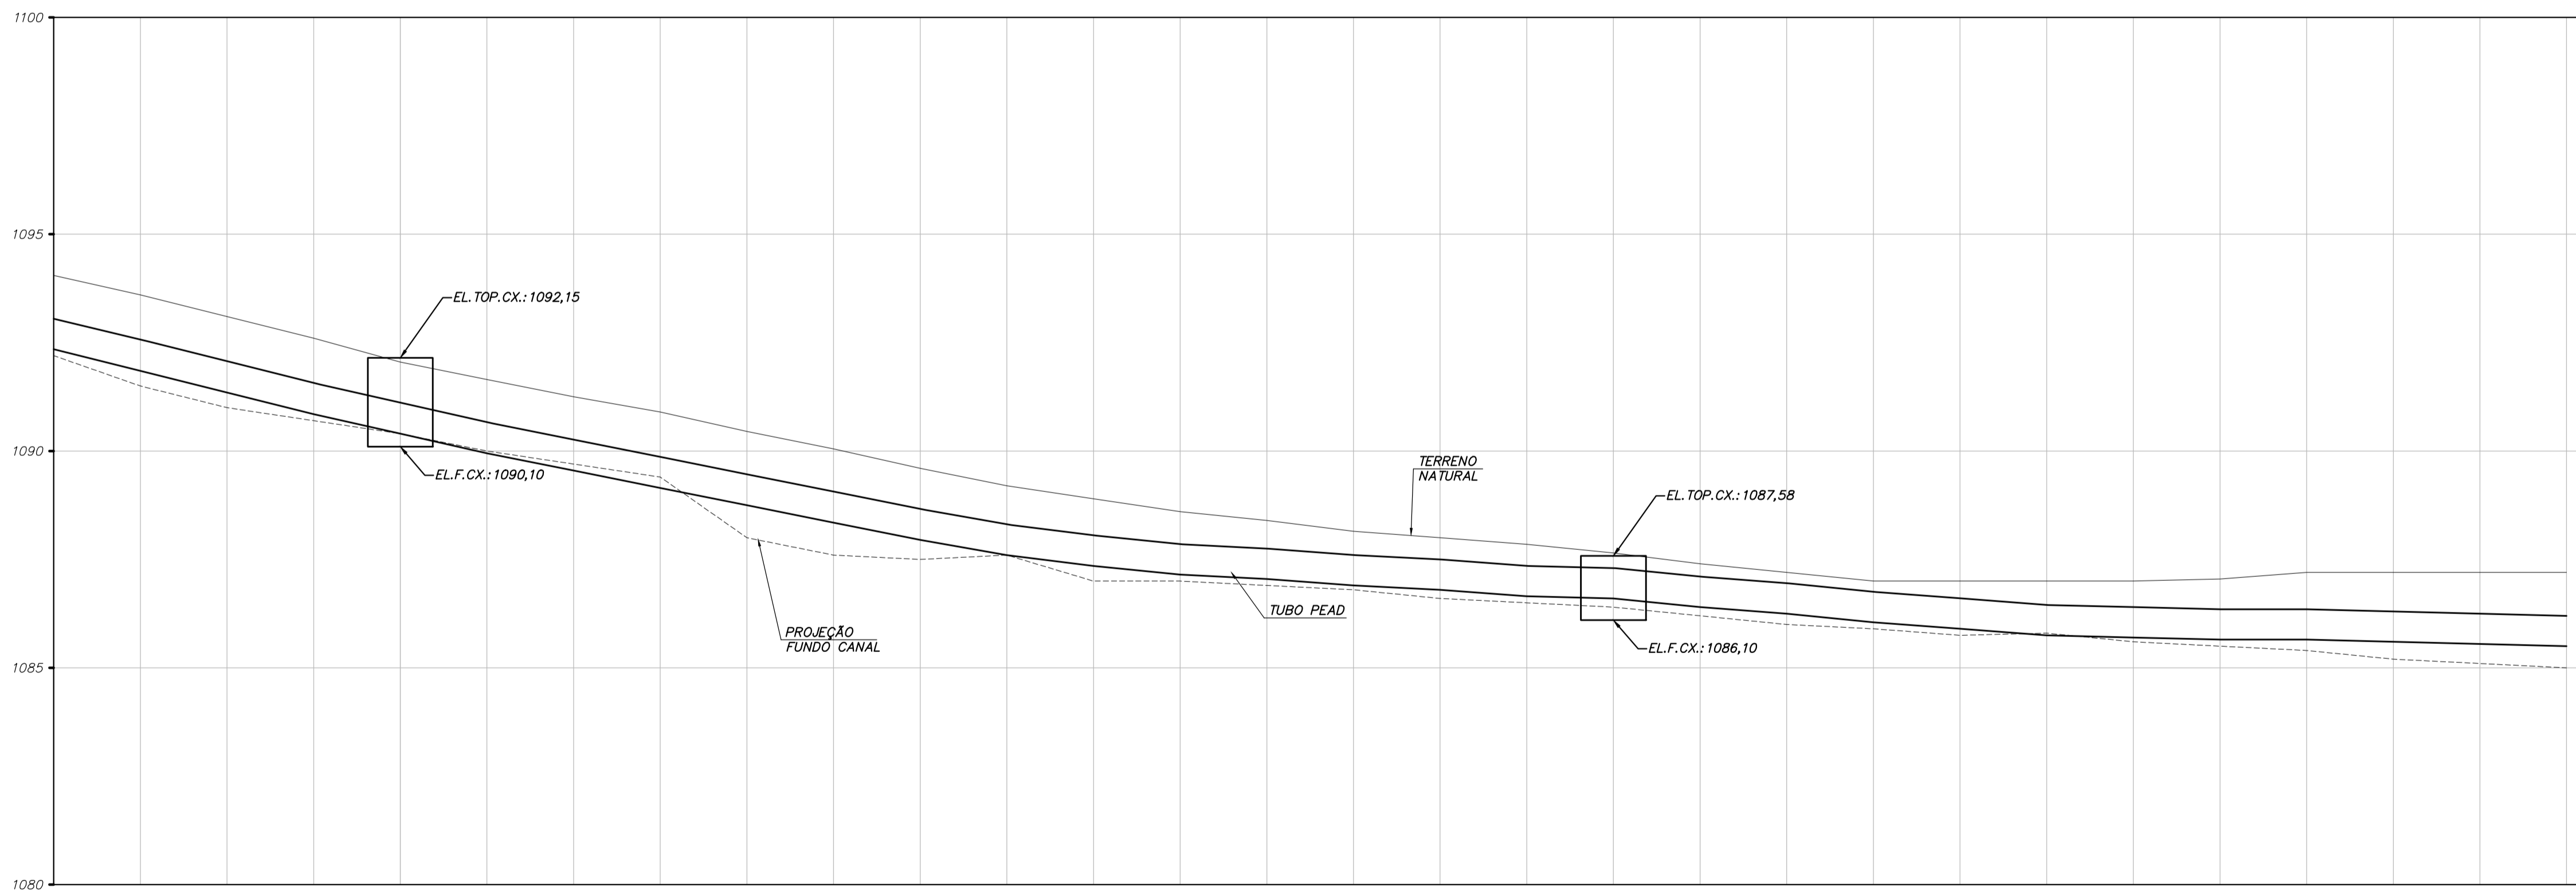 1100
1095
EL.TOP.CX.:1092,15
1090
EL.F.CX.:1090,10
TERRENO
NATURAL
EL.TOP.CX.:1087,58
TUBO PEAD
PROJEÇÃO
FUNDO CANAL
EL.F.CX.:1086,10
1085
1080